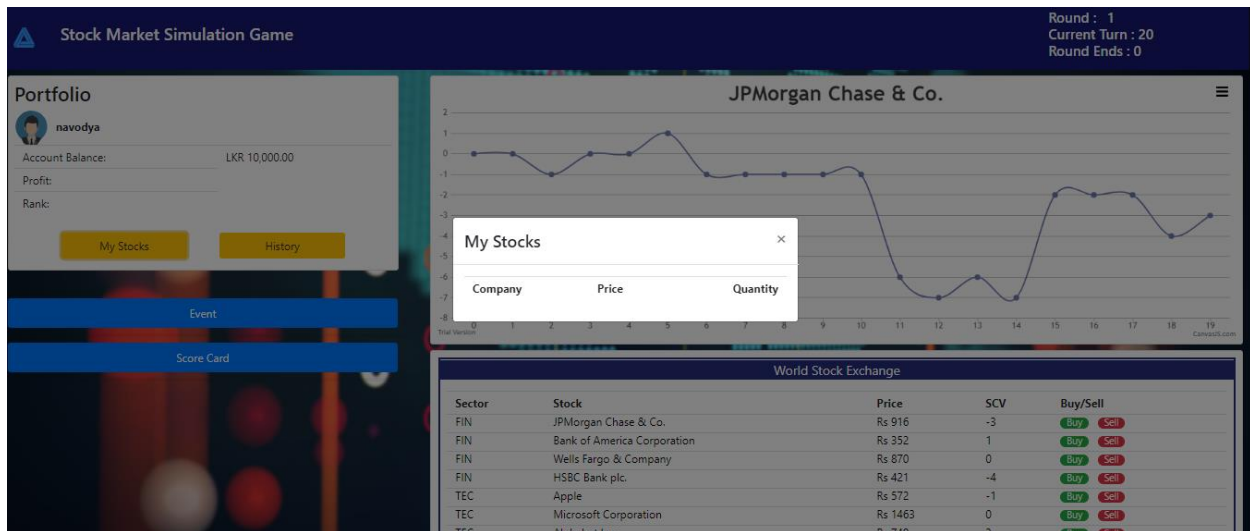 Stock Market Simulation Game
Round : 1
Current Turn : 20
Round Ends : 0
Portfolio
navodya
Account Balance: LKR 10,000.00
Profit:
Rank:
My Stocks History
Event
Score Card
JPMorgan Chase & Co.
2
1
0
-1
-2
-3
-4
-5
-6
-7
-8
0 1 2 3 4 5 6 7 8 9 10 11 12 13 14 15 16 17 18 19
Trial Version CanvasJS.com
My Stocks ×
Company Price Quantity
World Stock Exchange
Sector Stock Price SCV Buy/Sell
FIN JPMorgan Chase & Co. Rs 916 -3 Buy Sell
FIN Bank of America Corporation Rs 352 1 Buy Sell
FIN Wells Fargo & Company Rs 870 0 Buy Sell
FIN HSBC Bank plc. Rs 421 -4 Buy Sell
TEC Apple Rs 572 -1 Buy Sell
TEC Microsoft Corporation Rs 1463 0 Buy Sell